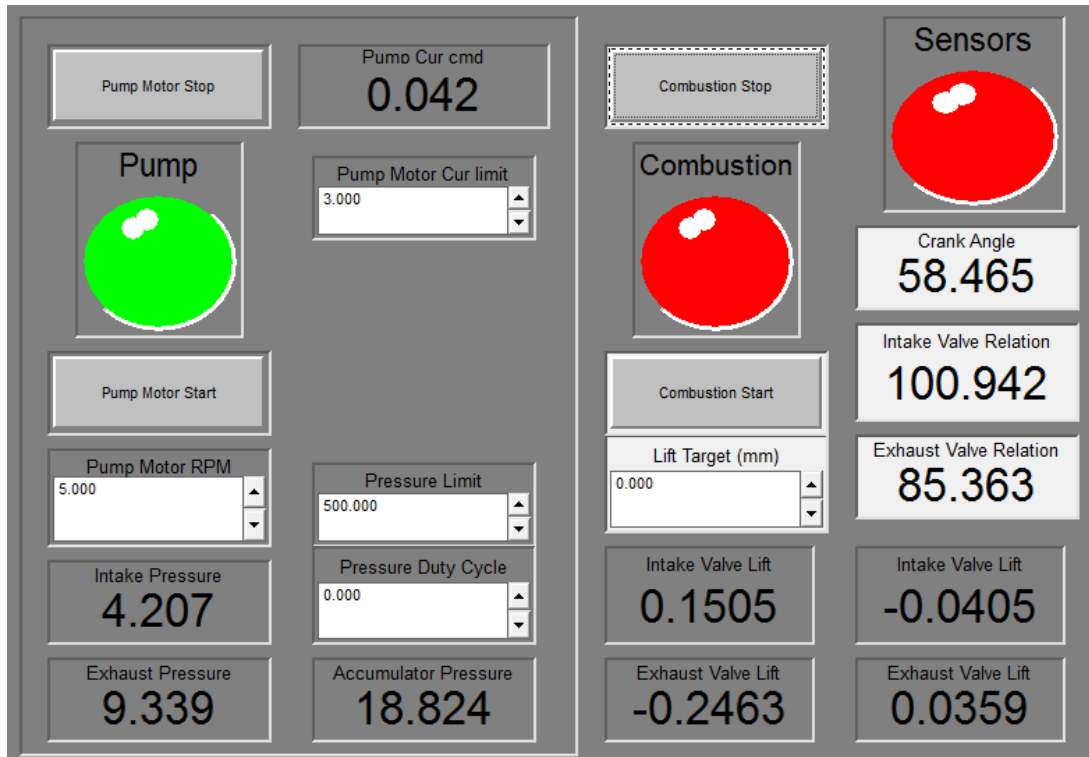 Pump Motor Stop
Pump Cur cmd
0.042
Pump
Pump Motor Cur limit
3.000
Pump Motor Start
Pump Motor RPM
5.000
Pressure Limit
500.000
Intake Pressure
4.207
Pressure Duty Cycle
0.000
Exhaust Pressure
9.339
Accumulator Pressure
18.824
Combustion Stop
Combustion
Combustion Start
Lift Target (mm)
0.000
Intake Valve Lift
0.1505
Exhaust Valve Lift
-0.2463
Sensors
Crank Angle
58.465
Intake Valve Relation
100.942
Exhaust Valve Relation
85.363
Intake Valve Lift
-0.0405
Exhaust Valve Lift
0.0359